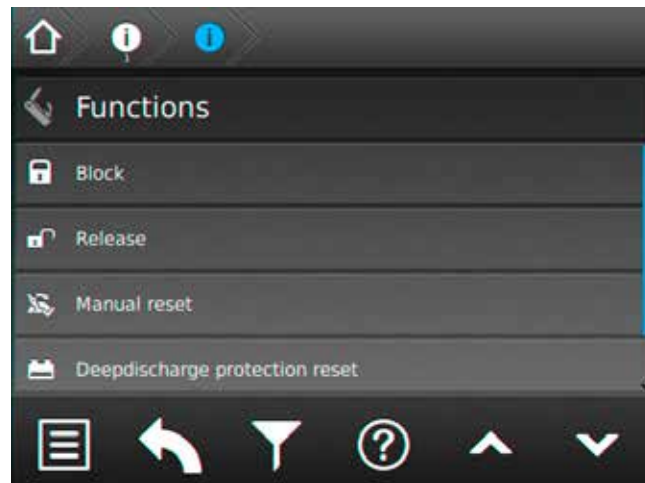 Functions
Block
Release
Manual reset
Deepdischarge protection reset